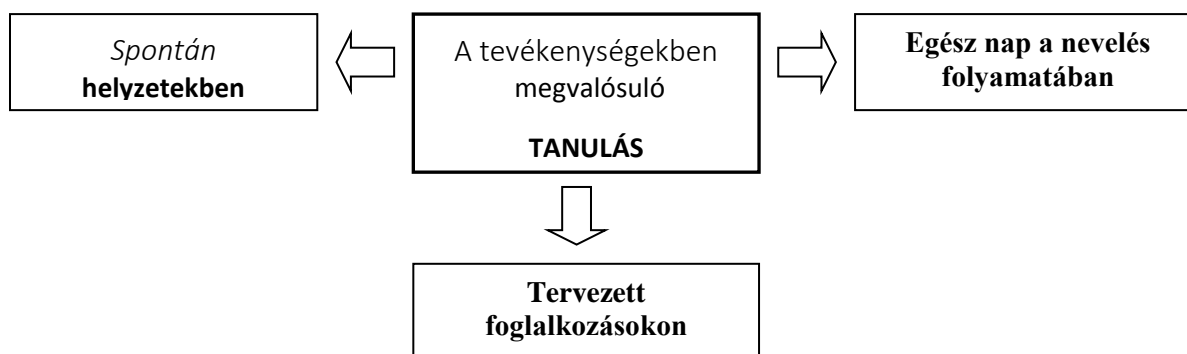 Spontán
helyzetekben
A tevékenységekben
megvalósuló
TANULÁS
Egész nap a nevelés
folyamatában
Tervezett
foglalkozásokon